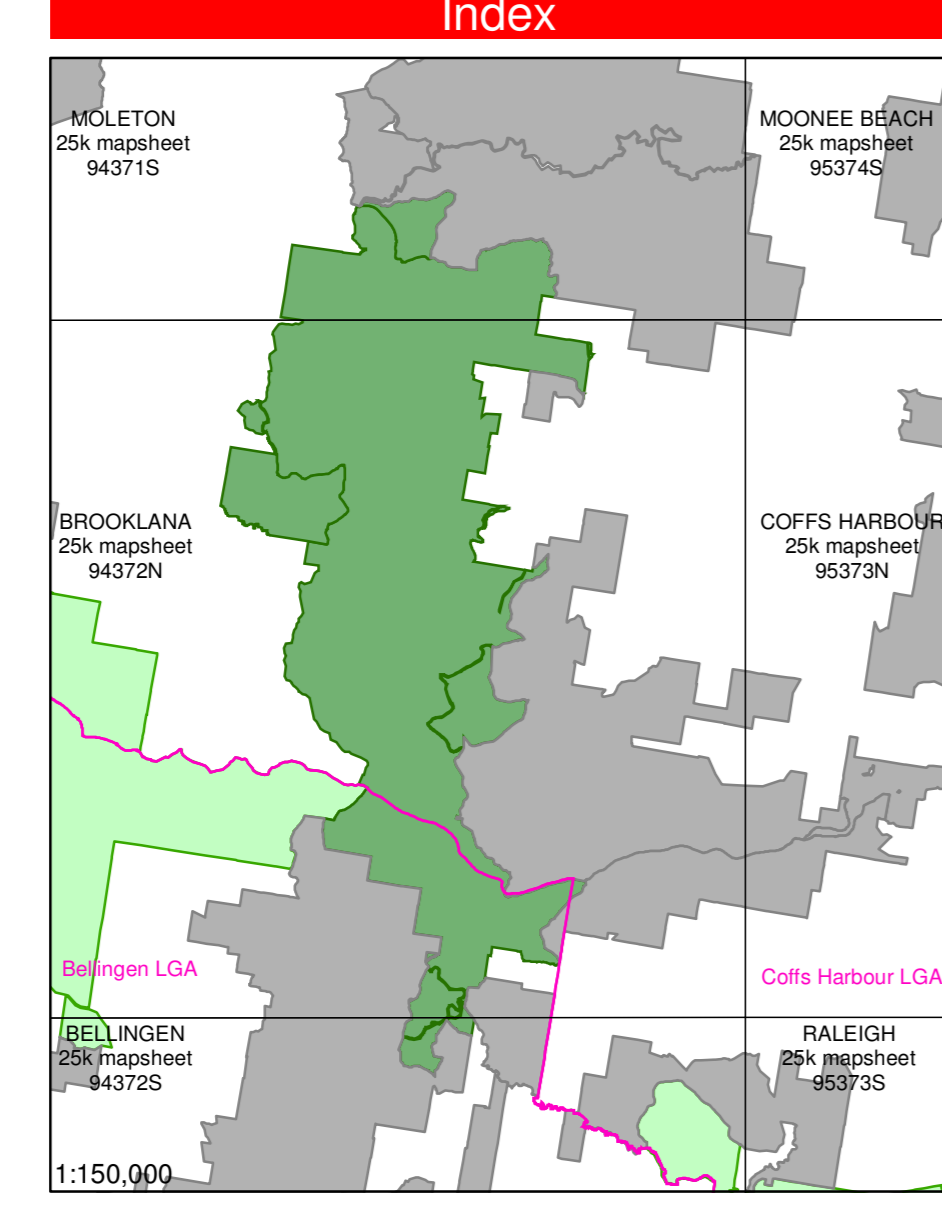 Index
MOLETON
25k mapsheet
94371S
MOONEE BEACH
25k mapsheet
95374S
BROOKLANA
25k mapsheet
94372N
COFFS HARBOUR
25k mapsheet
95373N
Bellingen LGA
Coffs Harbour LGA
BELLINGEN
25k mapsheet
94372S
RALEIGH
25k mapsheet
95373S
1:150,000